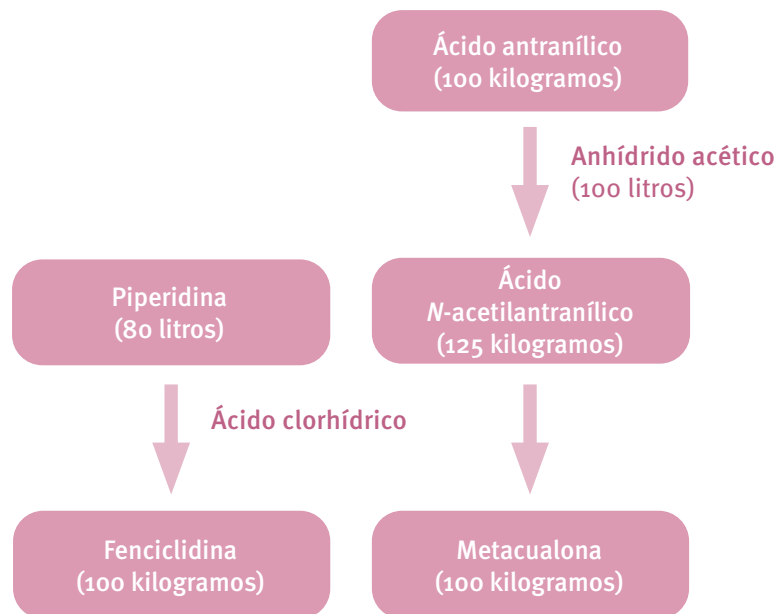 Ácido antranílico
(100 kilogramos)
Anhídrido acético
(100 litros)
Piperidina
(80 litros)
Ácido
N-acetilantranílico
(125 kilogramos)
Ácido clorhídrico
Fenciclidina
(100 kilogramos)
Metacualona
(100 kilogramos)